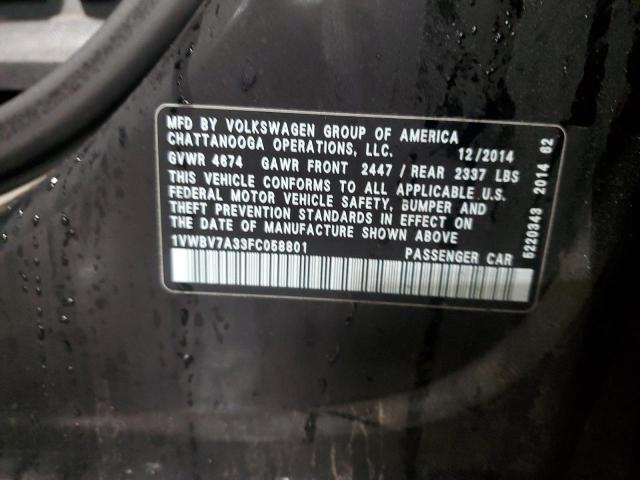 MFD BY VOLKSWAGEN GROUP OF AMERICA
CHATTANOOGA OPERATIONS, LLC. 12/2014
GVWR 4674 GAWR FRONT 2447 / REAR 2337 LBS
THIS VEHICLE CONFORMS TO ALL APPLICABLE U.S.
FEDERAL MOTOR VEHICLE SAFETY, BUMPER AND
THEFT PREVENTION STANDARDS IN EFFECT ON
THE DATE OF MANUFACTURE SHOWN ABOVE
1VWBV7A33FC058801 PASSENGER CAR
5220343 2014 02